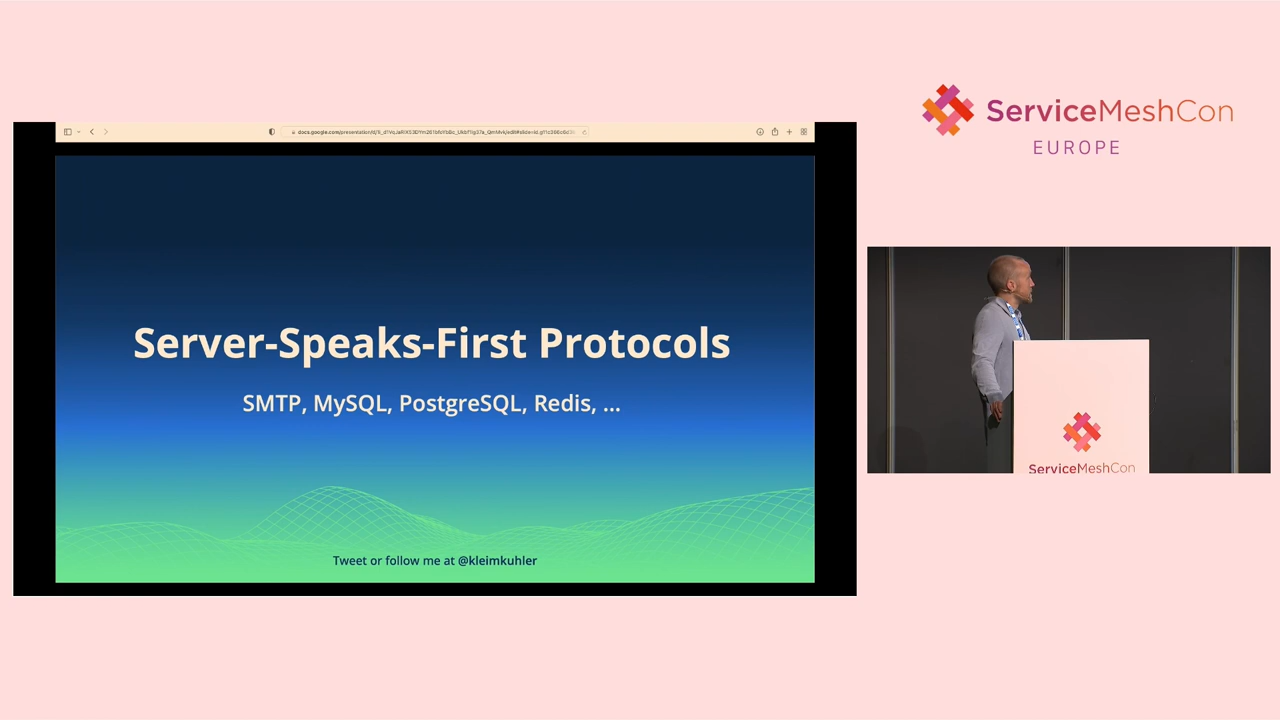 ServiceMeshCon
EUROPE
Server-Speaks-First Protocols
SMTP, MySQL, PostgreSQL, Redis, ...
Tweet or follow me at @kleimkuhler
ServiceMeshCon